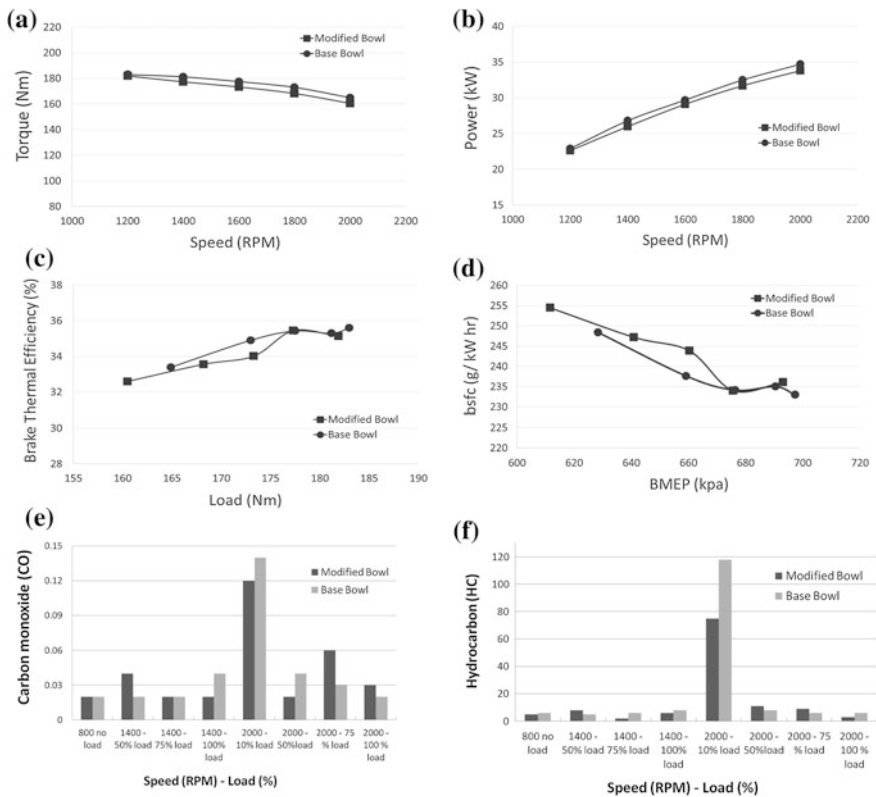 (a)
220
200
180
160
140
120
100
80
Torque (Nm)
1000 1200 1400 1600 1800 2000 2200
Speed (RPM)
Modified Bowl
Base Bowl
(b)
40
35
30
25
20
15
Power (kW)
1000 1200 1400 1600 1800 2000 2200
Speed (RPM)
Modified Bowl
Base Bowl
(c)
38
36
34
32
30
28
Brake Thermal Efficiency (%)
155 160 165 170 175 180 185 190
Load (Nm)
Modified Bowl
Base Bowl
(d)
260
255
250
245
240
235
230
220
bsfc (g/ kW hr)
600 620 640 660 680 700 720
BMEP (kpa)
Modified Bowl
Base Bowl
(e)
0.15
0.12
0.09
0.06
0.03
0
Carbon monoxide (CO)
800 no load
1400 - 50% load
1400 - 75% load
1400 - 100% load
2000 - 10% load
2000 - 50%load
2000 - 75 % load
2000 - 100 % load
Speed (RPM) - Load (%)
Modified Bowl
Base Bowl
(f)
120
100
80
60
40
20
0
Hydrocarbon (HC)
800 no load
1400 - 50% load
1400 - 75% load
1400 - 100% load
2000 - 10% load
2000 - 50%load
2000 - 75 % load
2000 - 100 % load
Speed (RPM) - Load (%)
Modified Bowl
Base Bowl